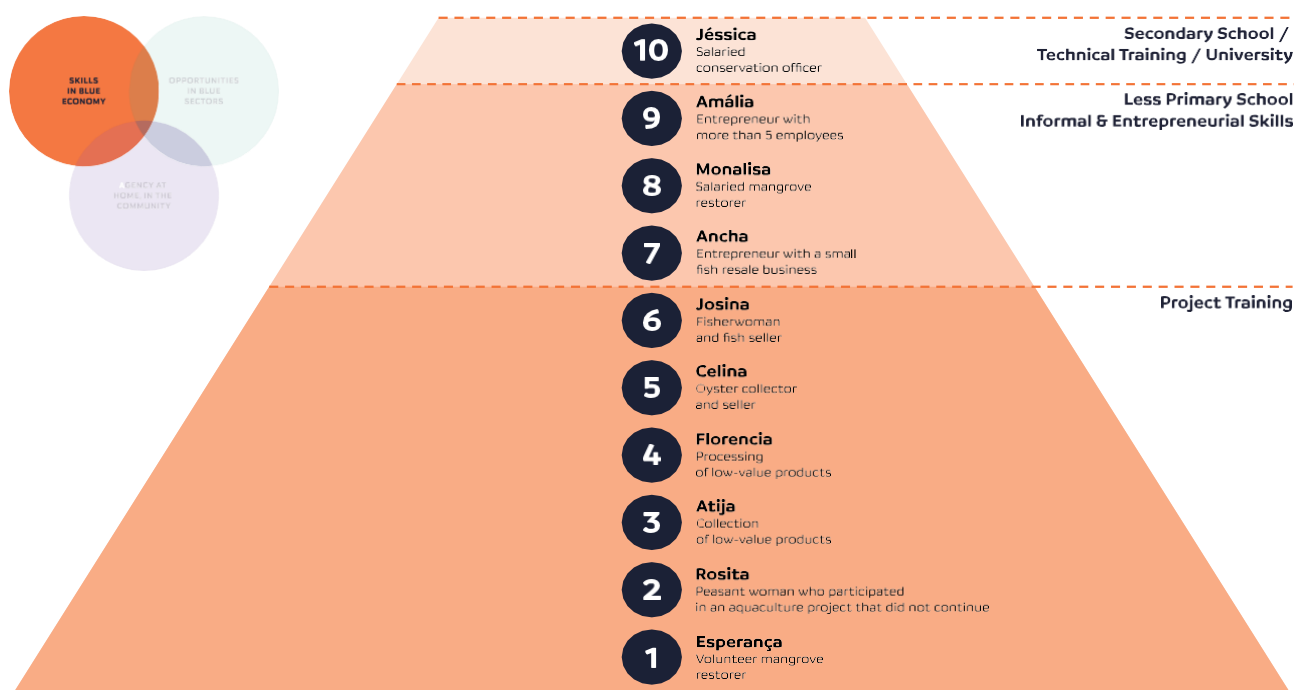 SKILLS
IN BLUE
ECONOMY
OPPORTUNITIES
IN BLUE
SECTORS
AGENCY AT
HOME, IN THE
COMMUNITY
10
Jéssica
Salaried
conservation officer
Secondary School /
Technical Training / University
9
Amália
Entrepreneur with
more than 5 employees
Less Primary School
Informal & Entrepreneurial Skills
8
Monalisa
Salaried mangrove
restorer
7
Ancha
Entrepreneur with a small
fish resale business
6
Josina
Fisherwoman
and fish seller
Project Training
5
Celina
Oyster collector
and seller
4
Florencia
Processing
of low-value products
3
Atija
Collection
of low-value products
2
Rosita
Peasant woman who participated
in an aquaculture project that did not continue
1
Esperança
Volunteer mangrove
restorer